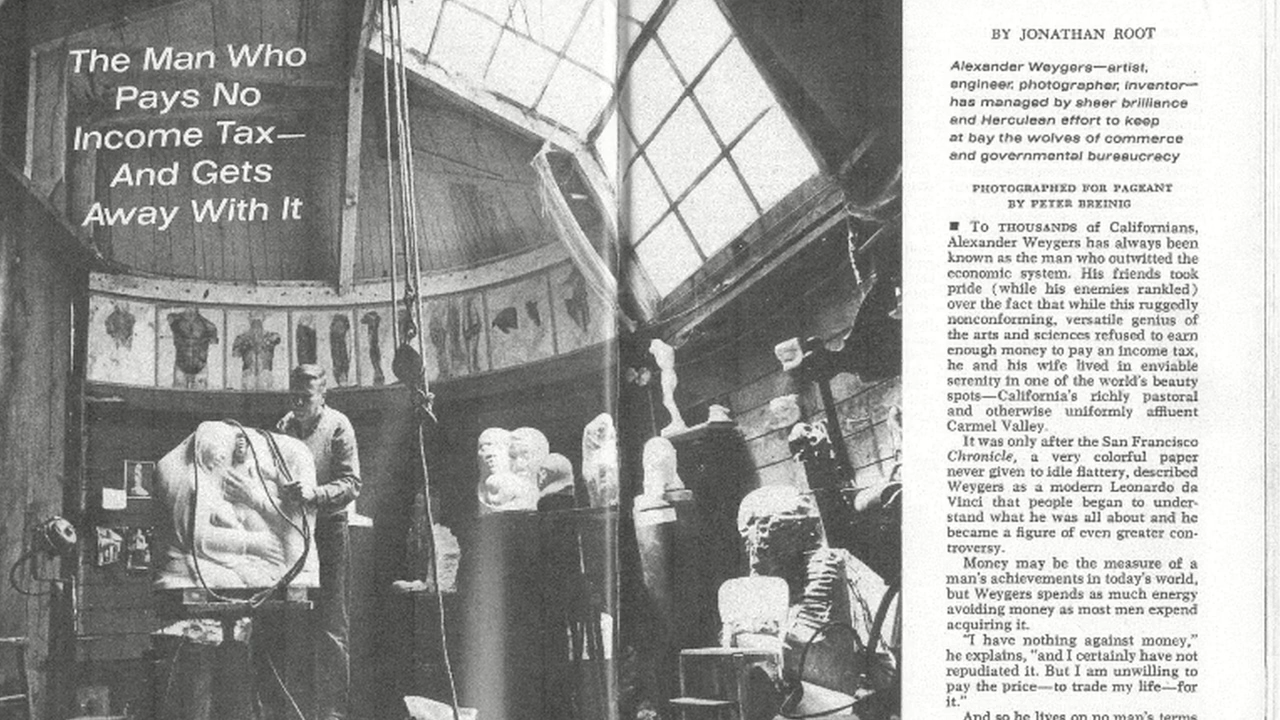 The Man Who
Pays No
Income Tax—
And Gets
Away With It
BY JONATHAN ROOT
Alexander Weygers—artist,
engineer, photographer, inventor—
has managed by sheer brilliance
and Herculean effort to keep
at bay the wolves of commerce
and governmental bureaucracy
PHOTOGRAPHED FOR PAGEANT
BY PETER BREINIG
■ To THOUSANDS of Californians,
Alexander Weygers has always been
known as the man who outwitted the
economic system. His friends took
pride (while his enemies rankled)
over the fact that while this ruggedly
nonconforming, versatile genius of
the arts and sciences refused to earn
enough money to pay an income tax,
he and his wife lived in enviable
serenity in one of the world's beauty
spots—California's richly pastoral
and otherwise uniformly affluent
Carmel Valley.
It was only after the San Francisco
Chronicle, a very colorful paper
never given to idle flattery, described
Weygers as a modern Leonardo da
Vinci that people began to under-
stand what he was all about and he
became a figure of even greater con-
troversy.
Money may be the measure of a
man's achievements in today's world,
but Weygers spends as much energy
avoiding money as most men expend
acquiring it.
"I have nothing against money,"
he explains, "and I certainly have not
repudiated it. But I am unwilling to
pay the price—to trade my life—for
it."
And so he lives on no man's terms